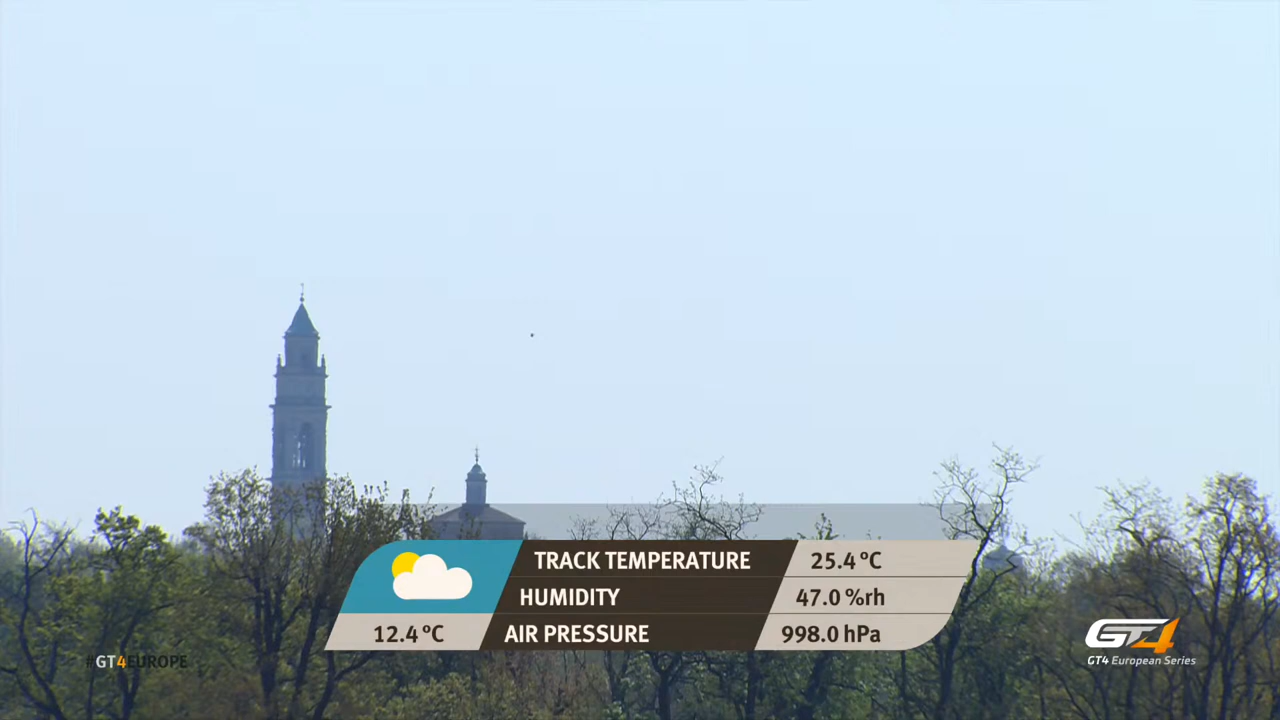 TRACK TEMPERATURE 25.4 °C
HUMIDITY 47.0 %rh
12.4 °C AIR PRESSURE 998.0 hPa
#GT4EUROPE
GT4
GT4 European Series